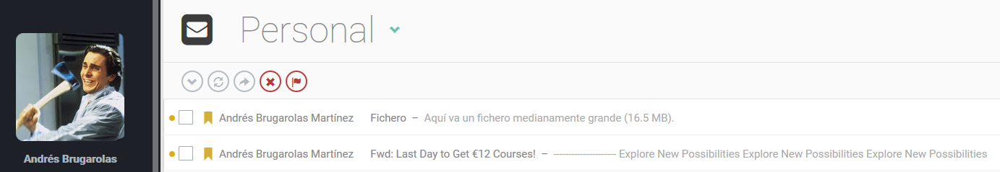 Personal
Andrés Brugarolas Martínez Fichero – Aquí va un fichero medianamente grande (16.5 MB).
Andrés Brugarolas Martínez Fwd: Last Day to Get €12 Courses! – --------------------- Explore New Possibilities Explore New Possibilities Explore New Possibilities
Andrés Brugarolas